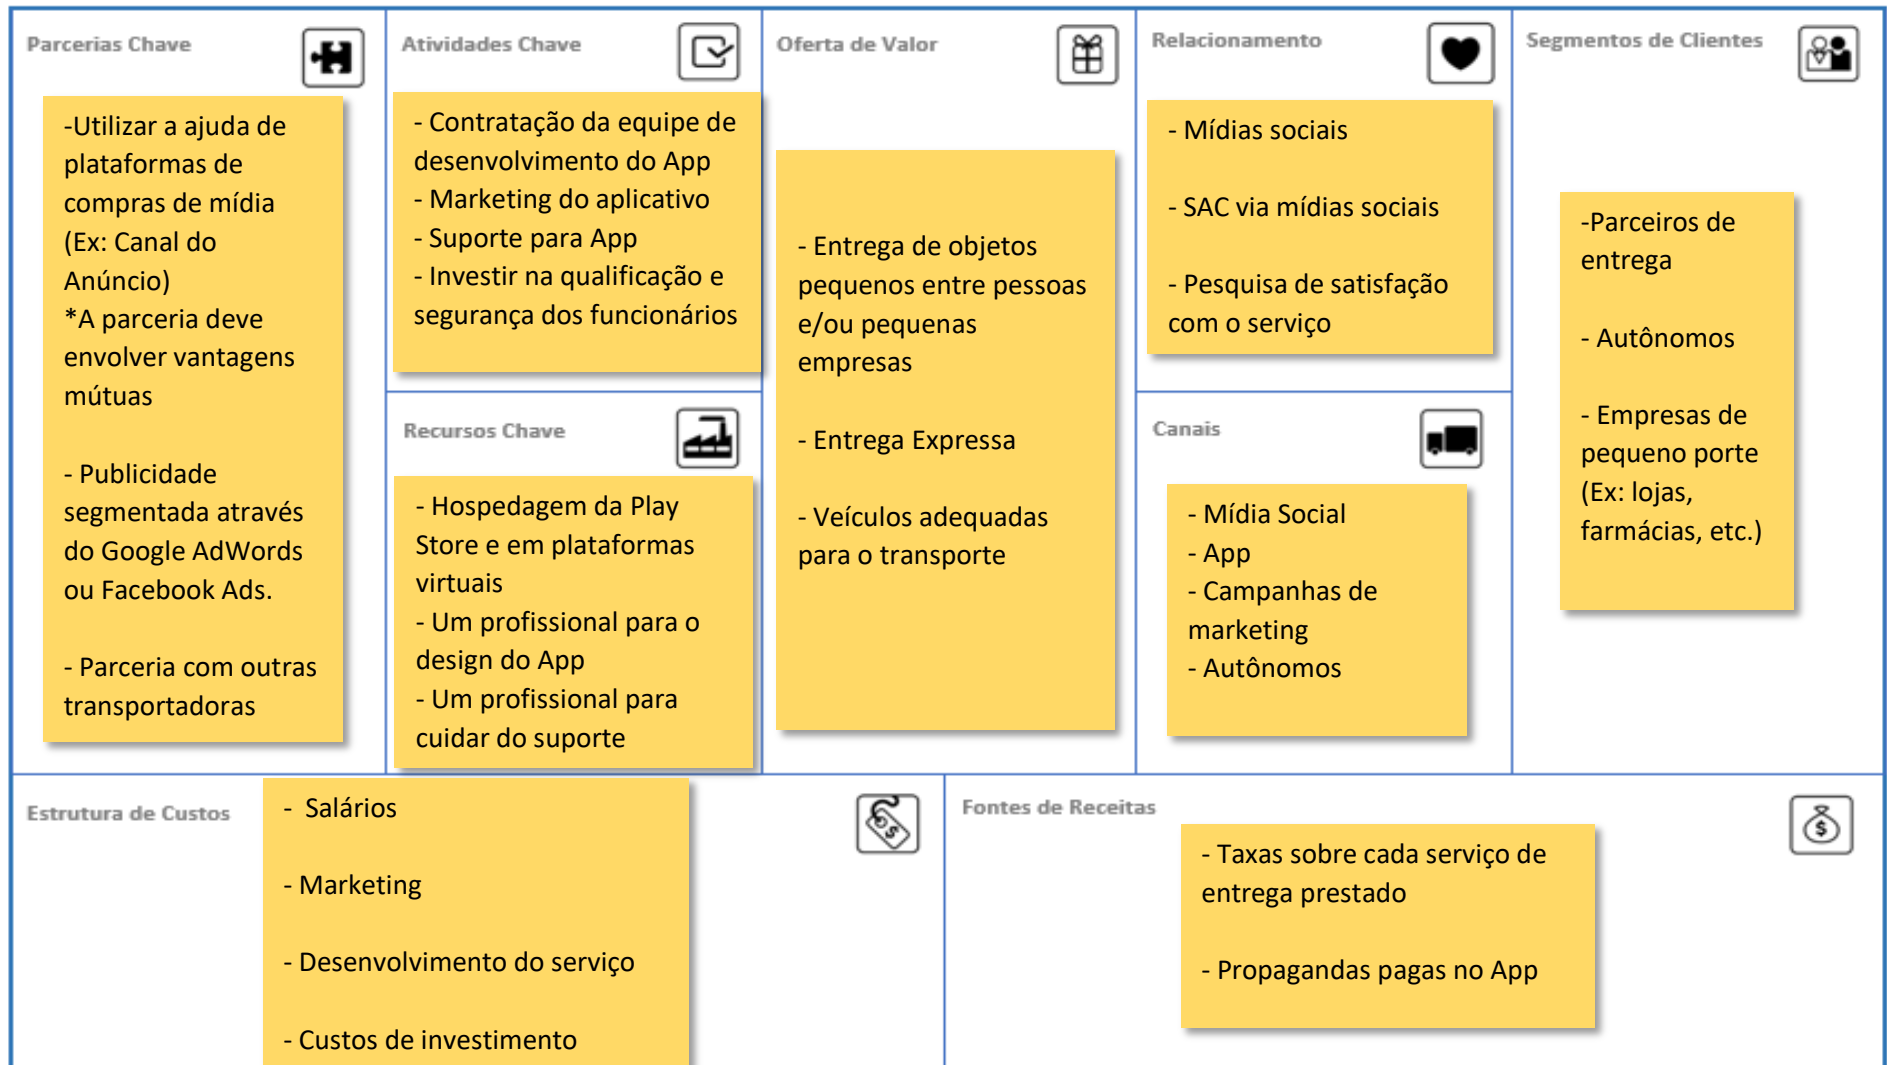 Parcerias Chave
-Utilizar a ajuda de
plataformas de
compras de mídia
(Ex: Canal do
Anúncio)
*A parceria deve
envolver vantagens
mútuas
- Publicidade
segmentada através
do Google AdWords
ou Facebook Ads.
- Parceria com outras
transportadoras
Atividades Chave
- Contratação da equipe de
desenvolvimento do App
- Marketing do aplicativo
- Suporte para App
- Investir na qualificação e
segurança dos funcionários
Recursos Chave
- Hospedagem da Play
Store e em plataformas
virtuais
- Um profissional para o
design do App
- Um profissional para
cuidar do suporte
Oferta de Valor
- Entrega de objetos
pequenos entre pessoas
e/ou pequenas
empresas
- Entrega Expressa
- Veículos adequadas
para o transporte
Relacionamento
- Mídias sociais
- SAC via mídias sociais
- Pesquisa de satisfação
com o serviço
Canais
- Mídia Social
- App
- Campanhas de
marketing
- Autônomos
Segmentos de Clientes
-Parceiros de
entrega
- Autônomos
- Empresas de
pequeno porte
(Ex: lojas,
farmácias, etc.)
Estrutura de Custos
- Salários
- Marketing
- Desenvolvimento do serviço
- Custos de investimento
Fontes de Receitas
- Taxas sobre cada serviço de
entrega prestado
- Propagandas pagas no App